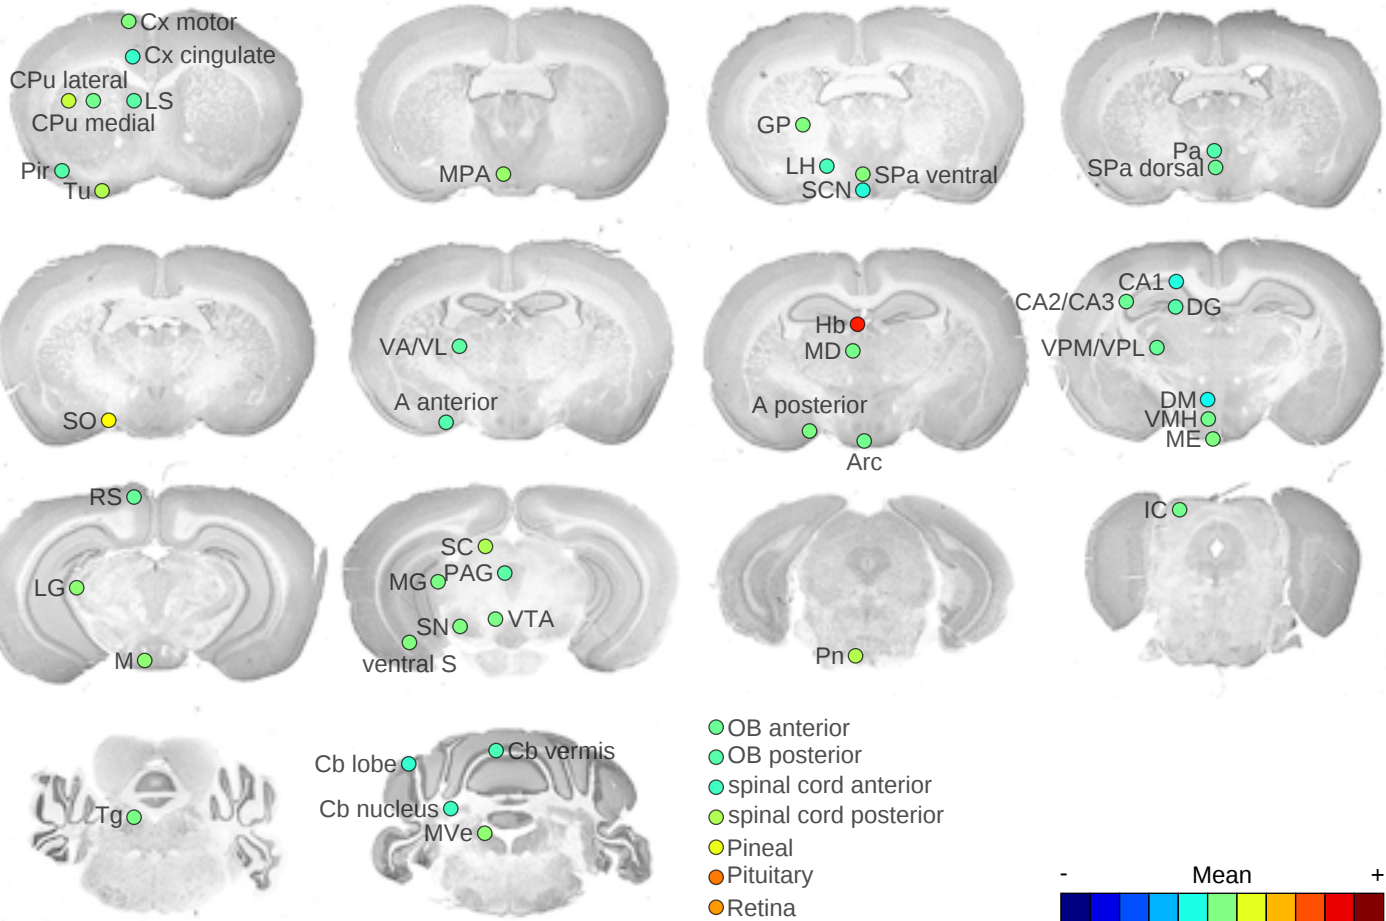 Cx motor
Cx cingulate
CPu lateral
LS
CPu medial
Pir
Tu
MPA
GP
LH
SPa ventral
SCN
Pa
SPa dorsal
SO
VA/VL
A anterior
Hb
MD
A posterior
Arc
CA1
CA2/CA3
DG
VPM/VPL
DM
VMH
ME
RS
LG
M
SC
PAG
MG
VTA
SN
ventral S
Pn
IC
Tg
Cb vermis
Cb lobe
Cb nucleus
MVe
OB anterior
OB posterior
spinal cord anterior
spinal cord posterior
Pineal
Pituitary
Retina
- Mean +